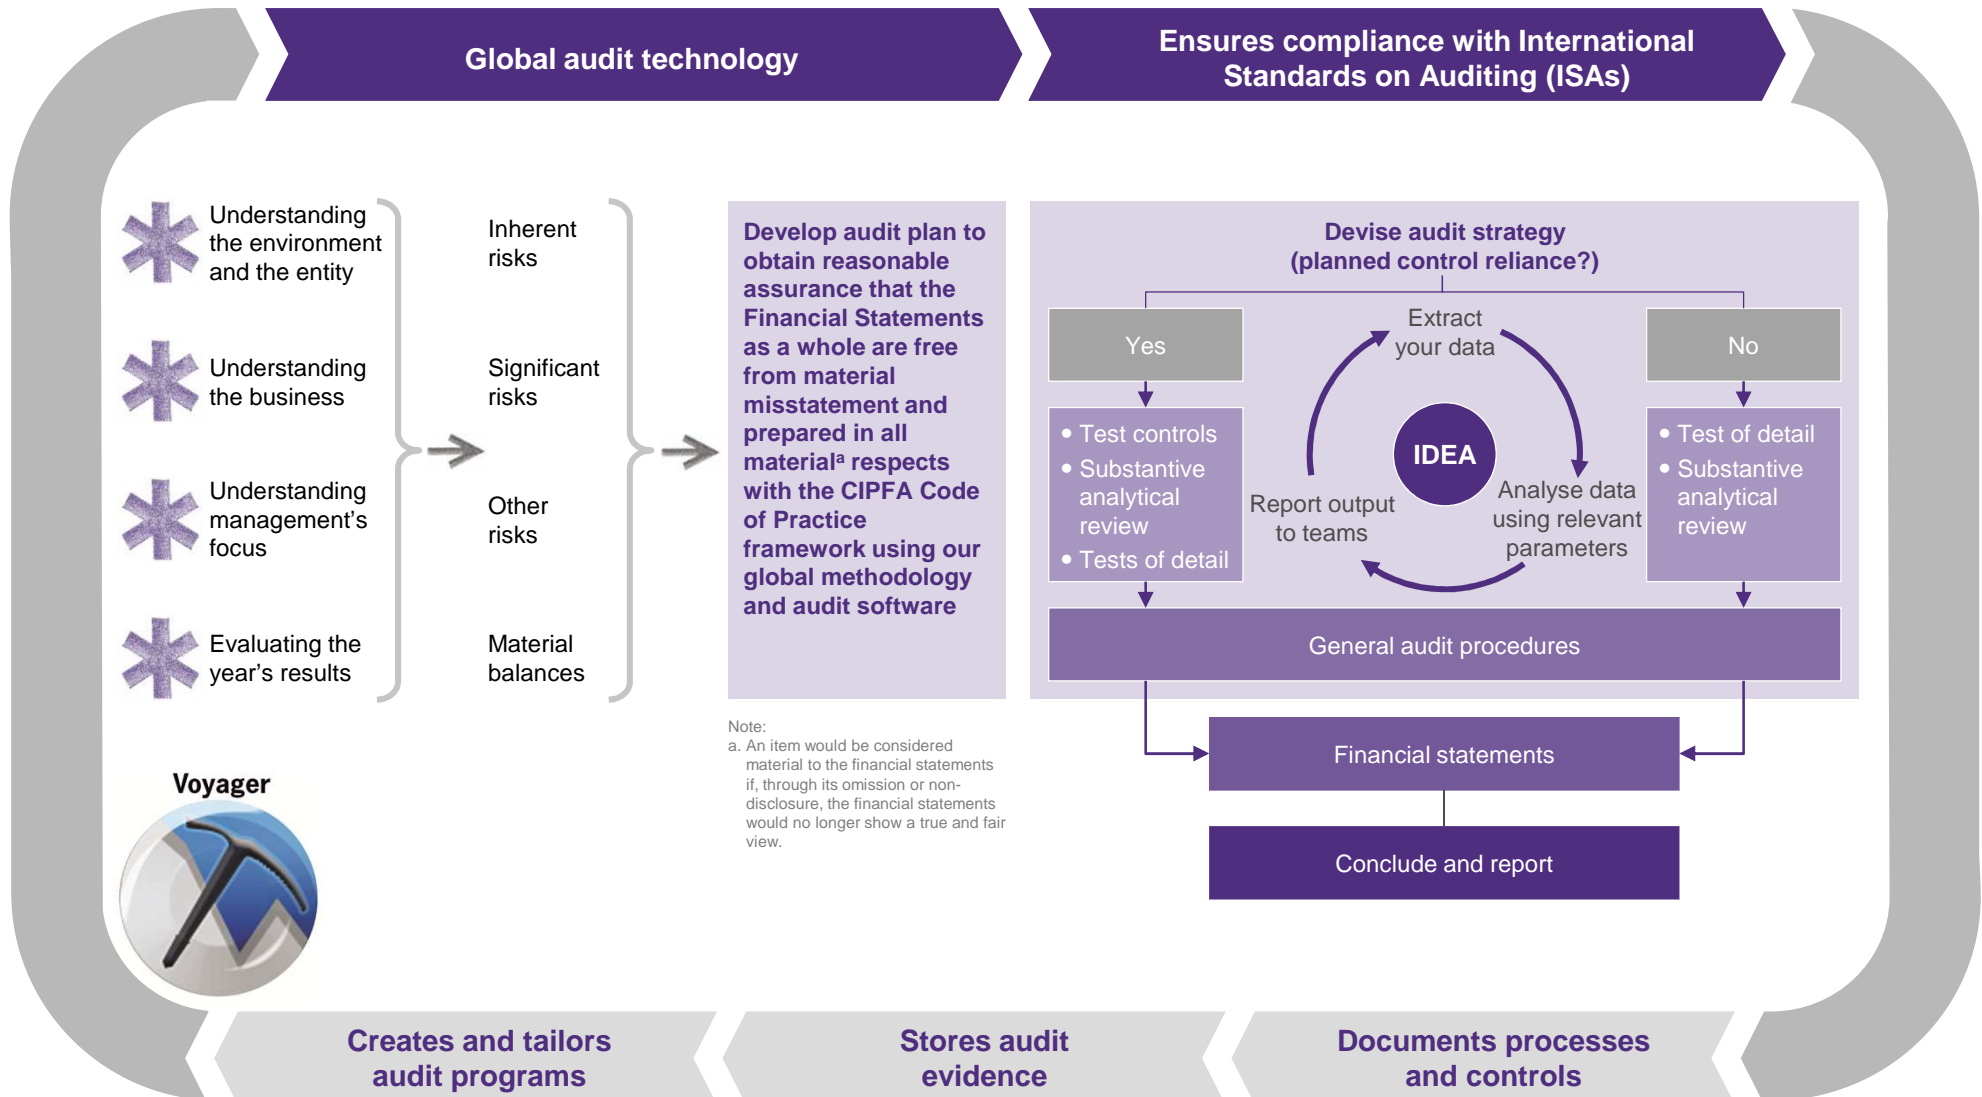 Global audit technology
Ensures compliance with International
Standards on Auditing (ISAs)
Understanding
the environment
and the entity
Understanding
the business
Understanding
management’s
focus
Evaluating the
year’s results
Inherent
risks
Significant
risks
Other
risks
Material
balances
Develop audit plan to
obtain reasonable
assurance that the
Financial Statements
as a whole are free
from material
misstatement and
prepared in all
materialᵃ respects
with the CIPFA Code
of Practice
framework using our
global methodology
and audit software
Note:
a. An item would be considered
material to the financial statements
if, through its omission or non-
disclosure, the financial statements
would no longer show a true and fair
view.
Devise audit strategy
(planned control reliance?)
Yes
• Test controls
• Substantive
analytical
review
• Tests of detail
Extract
your data
IDEA
Analyse data
using relevant
parameters
Report output
to teams
No
• Test of detail
• Substantive
analytical
review
General audit procedures
Financial statements
Conclude and report
Voyager
Creates and tailors
audit programs
Stores audit
evidence
Documents processes
and controls